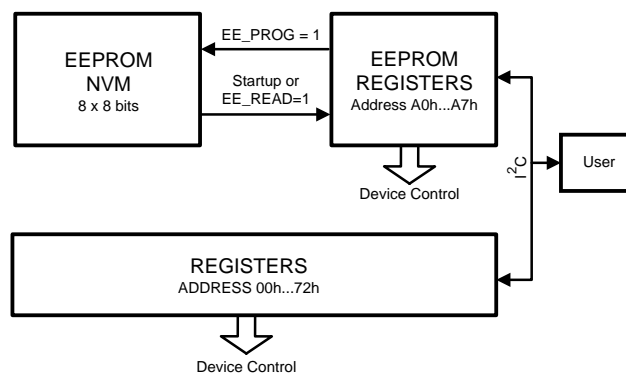 EEPROM
NVM
8 x 8 bits
EE_PROG = 1
Startup or
EE_READ=1
EEPROM
REGISTERS
Address A0h...A7h
Device Control
I²C
User
REGISTERS
ADDRESS 00h...72h
Device Control